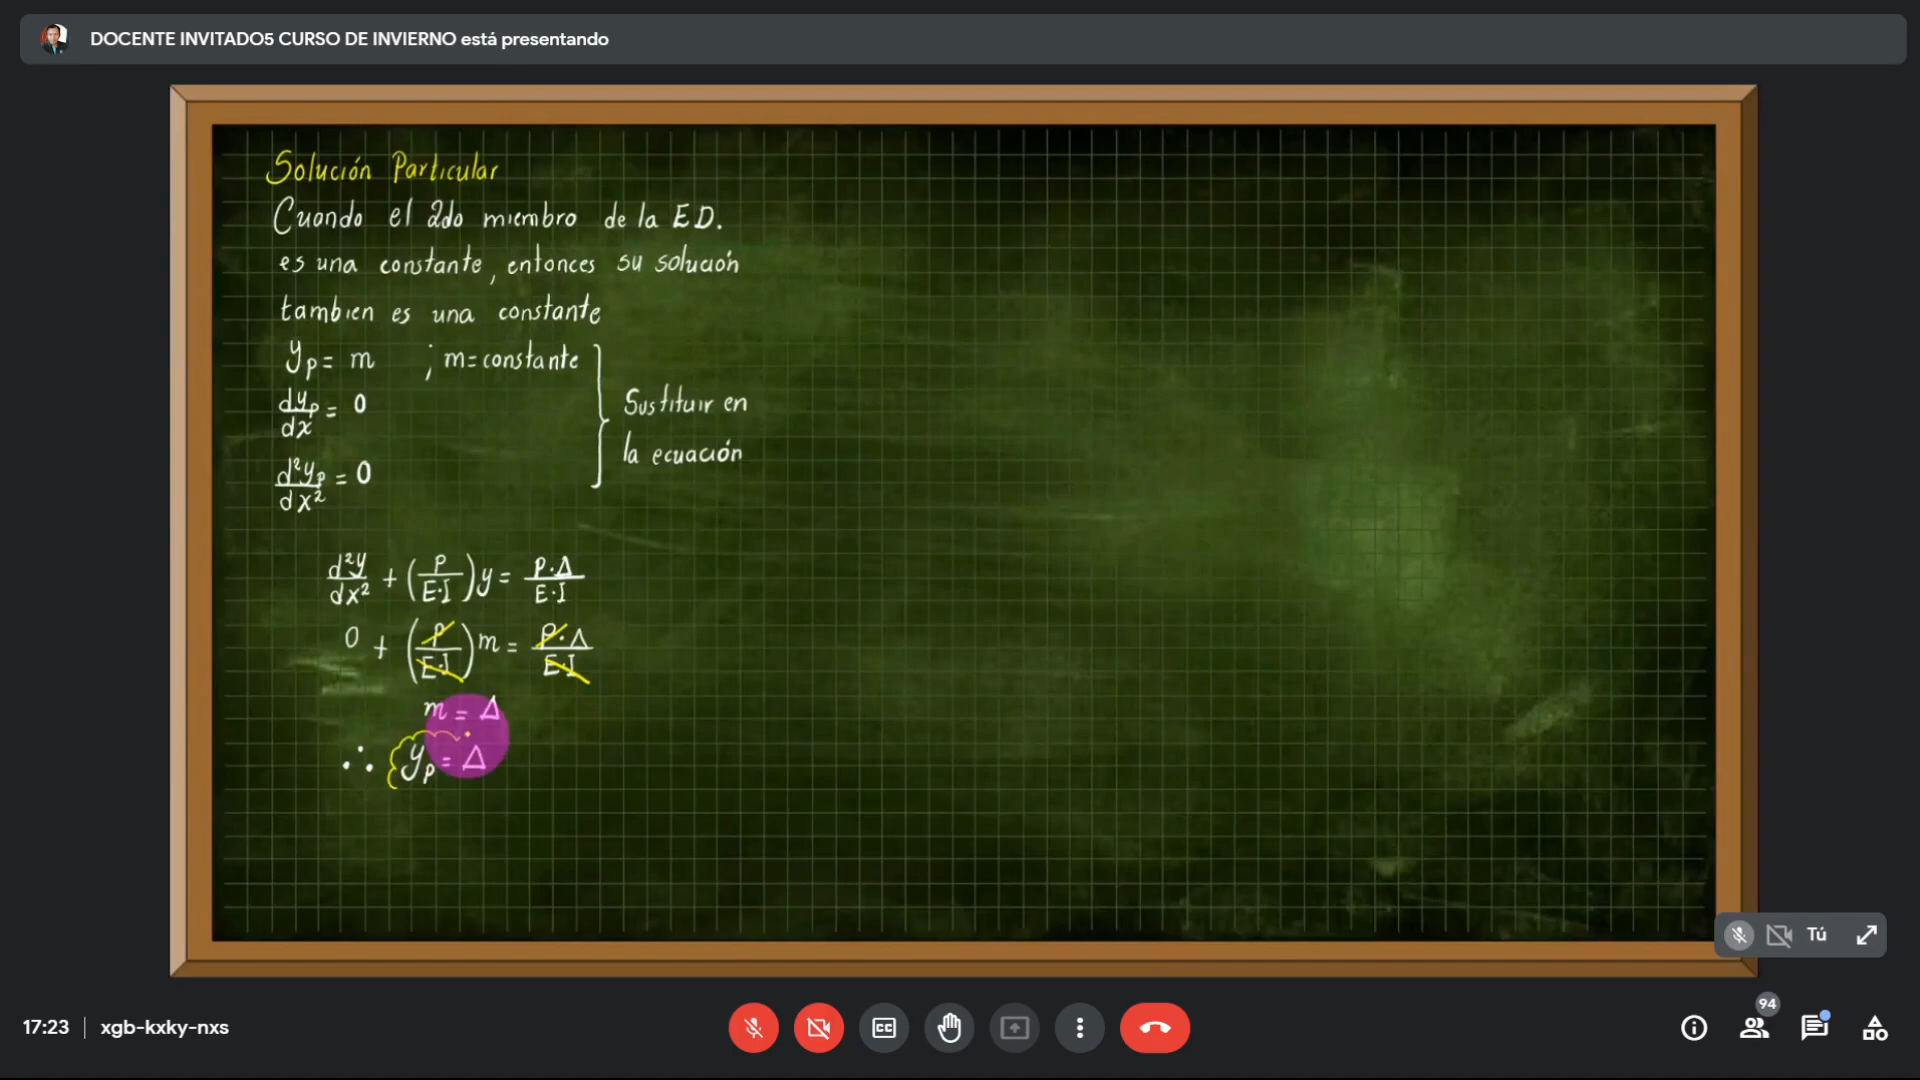 DOCENTE INVITADO5 CURSO DE INVIERNO está presentando
Solución Particular
Cuando el 2do miembro de la E.D.
es una constante, entonces su solución
tambien es una constante
yp = m ; m = constante
dyp/dx = 0
Sustituir en
la ecuación
d²yp/dx² = 0
d²y/dx² + (P/E·I)y = P·Δ/E·I
0 + (P/E·I)m = P·Δ/E·I
m = Δ
∴ yp = Δ
Tú
17:23 | xgb-kxky-nxs
CC
94